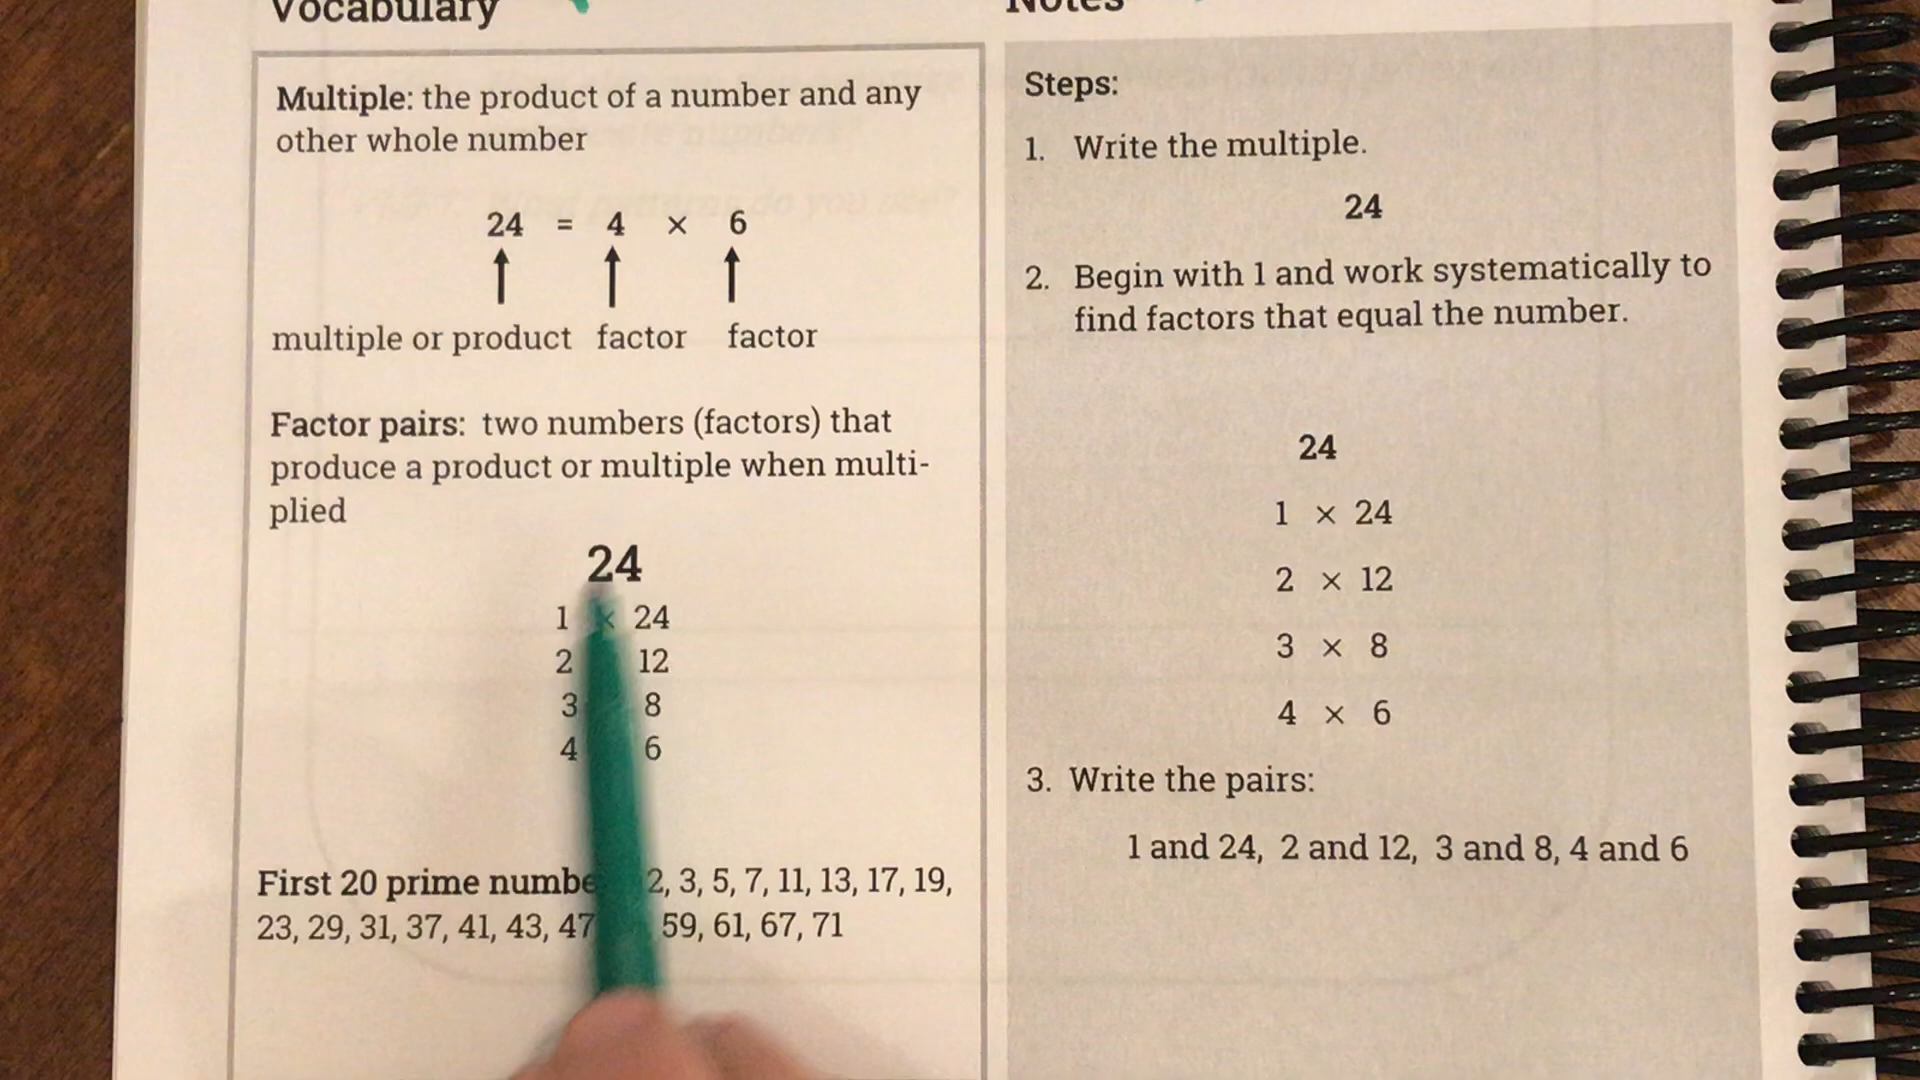 Vocabulary
Multiple: the product of a number and any
other whole number
24 = 4 × 6
multiple or product factor factor
Factor pairs: two numbers (factors) that
produce a product or multiple when multi-
plied
24
1 × 24
2 12
3 8
4 6
First 20 prime 2, 3, 5, 7, 11, 13, 17, 19,
23, 29, 31, 37, 41, 43, 47 59, 61, 67, 71
Notes
Steps:
1. Write the multiple.
24
2. Begin with 1 and work systematically to
find factors that equal the number.
24
1 × 24
2 × 12
3 × 8
4 × 6
3. Write the pairs:
1 and 24, 2 and 12, 3 and 8, 4 and 6